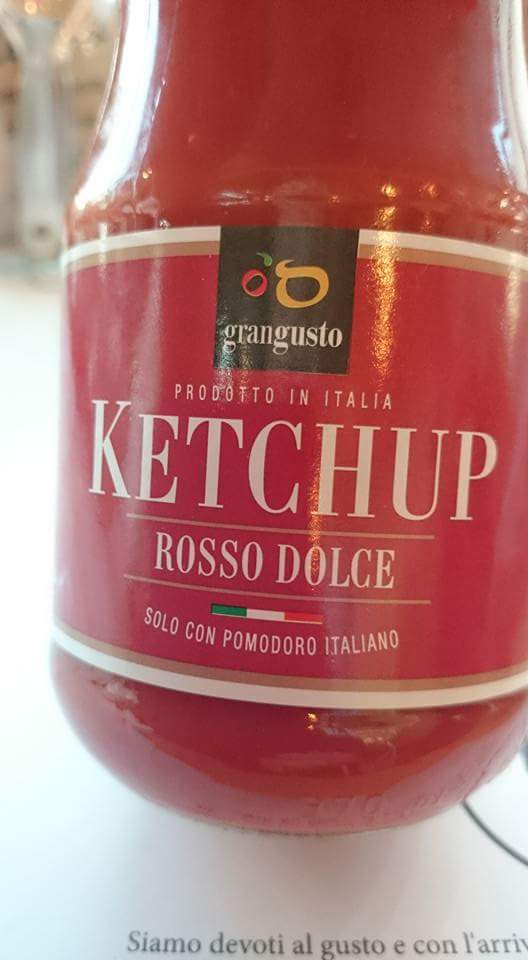 grangusto
PRODOTTO IN ITALIA
KETCHUP
ROSSO DOLCE
SOLO CON POMODORO ITALIANO
Siamo devoti al gusto e con l'arriv